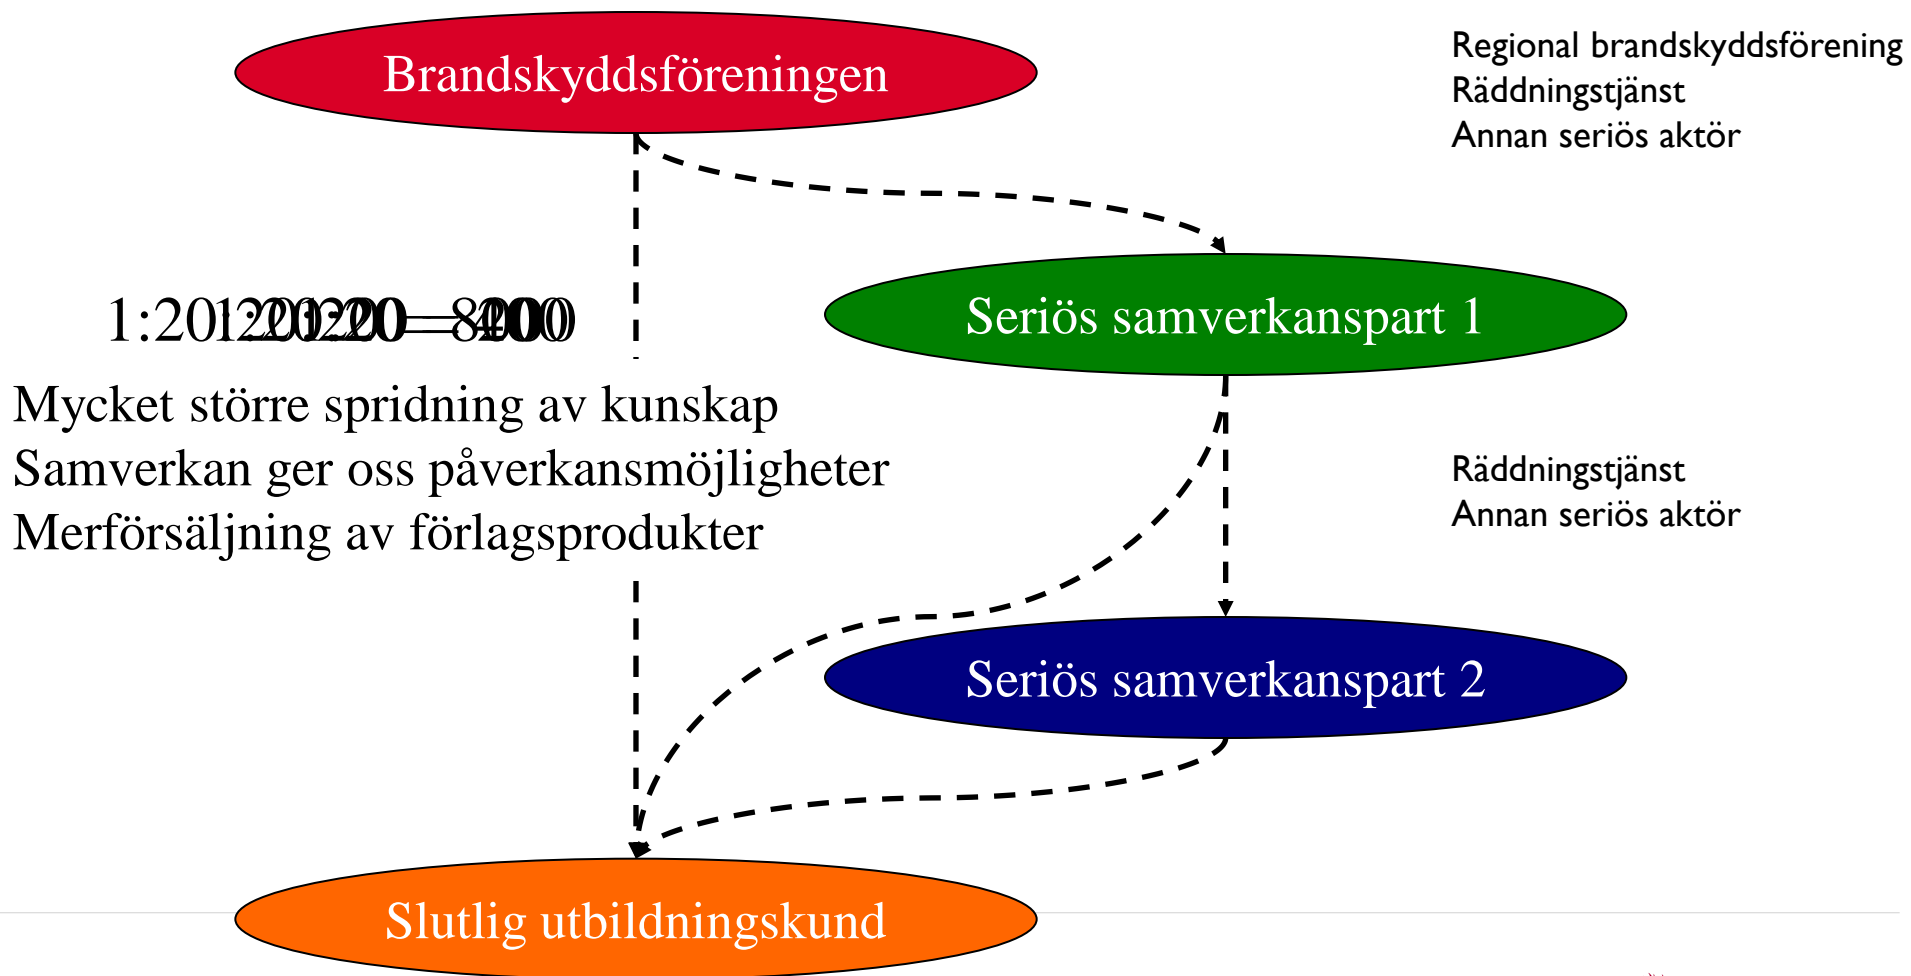 Brandskyddsföreningen
Regional brandskyddsförening
Räddningstjänst
Annan seriös aktör
Seriös samverkanspart 1
Mycket större spridning av kunskap
Samverkan ger oss påverkansmöjligheter
Merförsäljning av förlagsprodukter
Räddningstjänst
Annan seriös aktör
Seriös samverkanspart 2
Slutlig utbildningskund